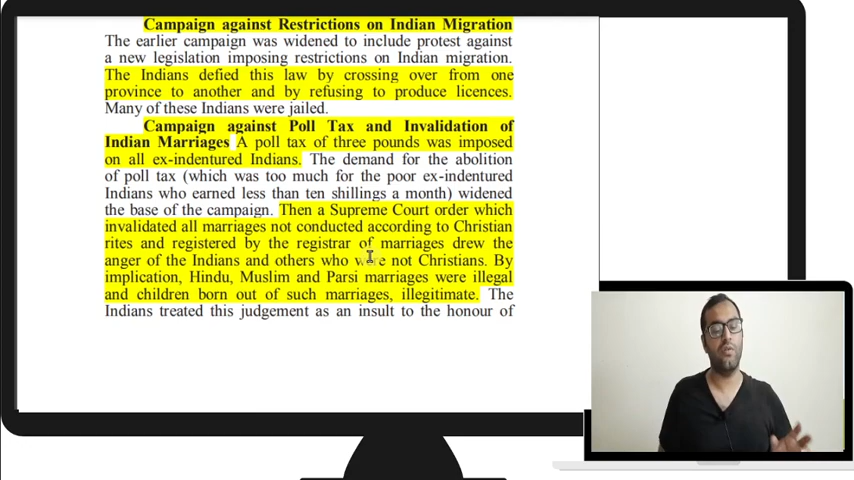 Campaign against Restrictions on Indian Migration
The earlier campaign was widened to include protest against
a new legislation imposing restrictions on Indian migration.
The Indians defied this law by crossing over from one
province to another and by refusing to produce licences.
Many of these Indians were jailed.
Campaign against Poll Tax and Invalidation of
Indian Marriages A poll tax of three pounds was imposed
on all ex-indentured Indians. The demand for the abolition
of poll tax (which was too much for the poor ex-indentured
Indians who earned less than ten shillings a month) widened
the base of the campaign. Then a Supreme Court order which
invalidated all marriages not conducted according to Christian
rites and registered by the registrar of marriages drew the
anger of the Indians and others who were not Christians. By
implication, Hindu, Muslim and Parsi marriages were illegal
and children born out of such marriages, illegitimate. The
Indians treated this judgement as an insult to the honour of